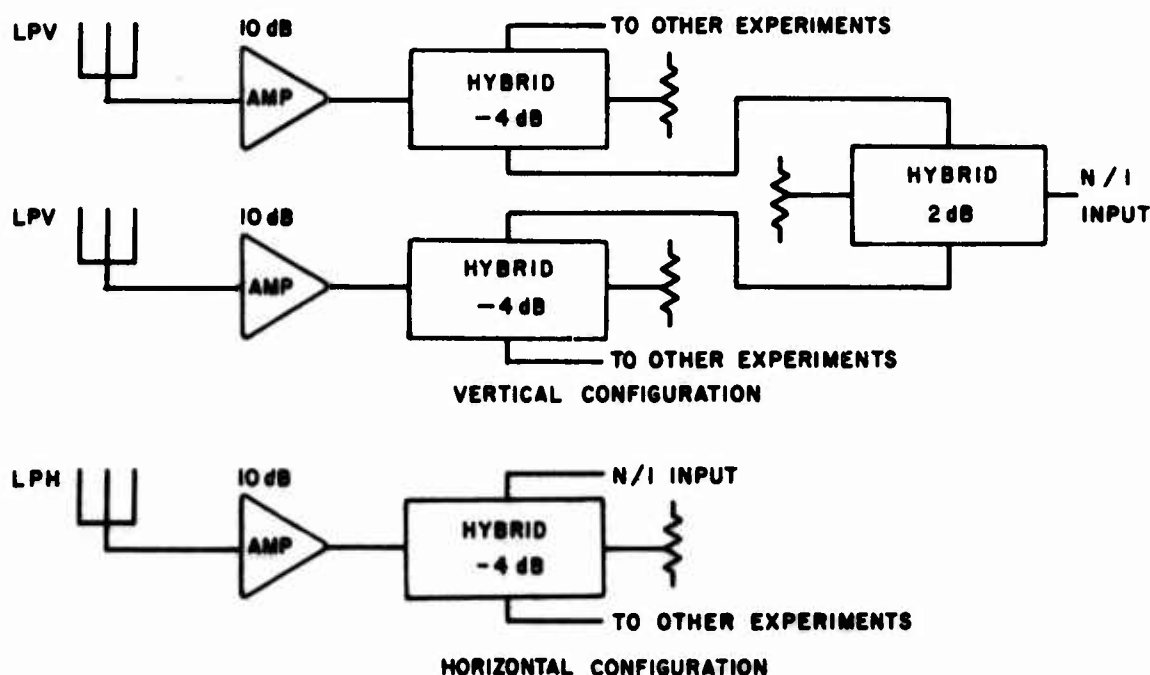 LPV
10 dB
AMP
HYBRID
-4 dB
TO OTHER EXPERIMENTS
HYBRID
2 dB
N/I
INPUT
LPV
10 dB
AMP
HYBRID
-4 dB
TO OTHER EXPERIMENTS
VERTICAL CONFIGURATION
LPH
10 dB
AMP
HYBRID
-4 dB
N/I INPUT
TO OTHER EXPERIMENTS
HORIZONTAL CONFIGURATION